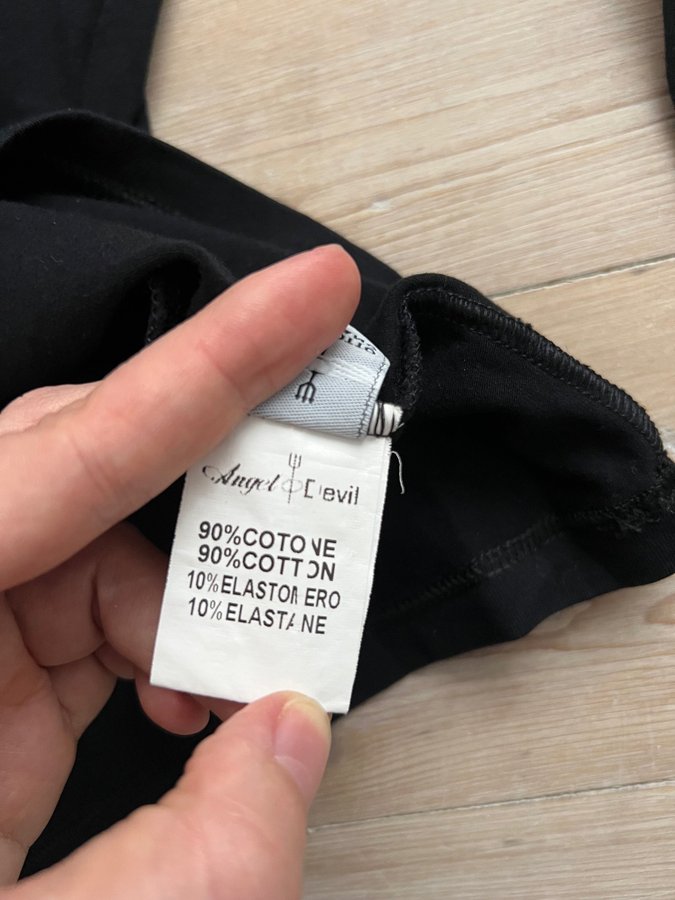 Angel Devil
90%COTONE
90%COTTON
10%ELASTOMERO
10%ELASTANE